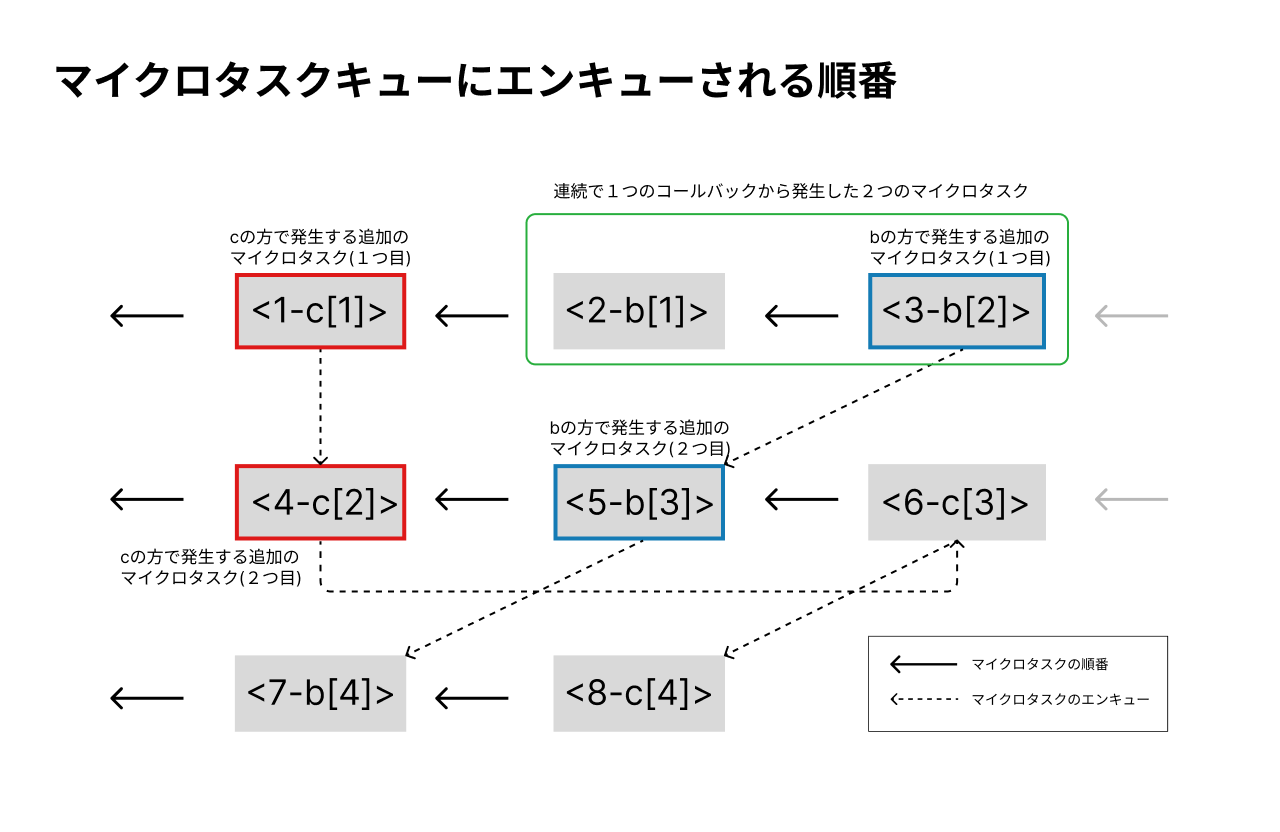 マイクロタスクキューにエンキューされる順番
連続で１つのコールバックから発生した２つのマイクロタスク
cの方で発生する追加の
マイクロタスク(１つ目)
bの方で発生する追加の
マイクロタスク(１つ目)
<1-c[1]>
<2-b[1]>
<3-b[2]>
bの方で発生する追加の
マイクロタスク(２つ目)
<4-c[2]>
<5-b[3]>
<6-c[3]>
cの方で発生する追加の
マイクロタスク(２つ目)
<7-b[4]>
<8-c[4]>
マイクロタスクの順番
マイクロタスクのエンキュー